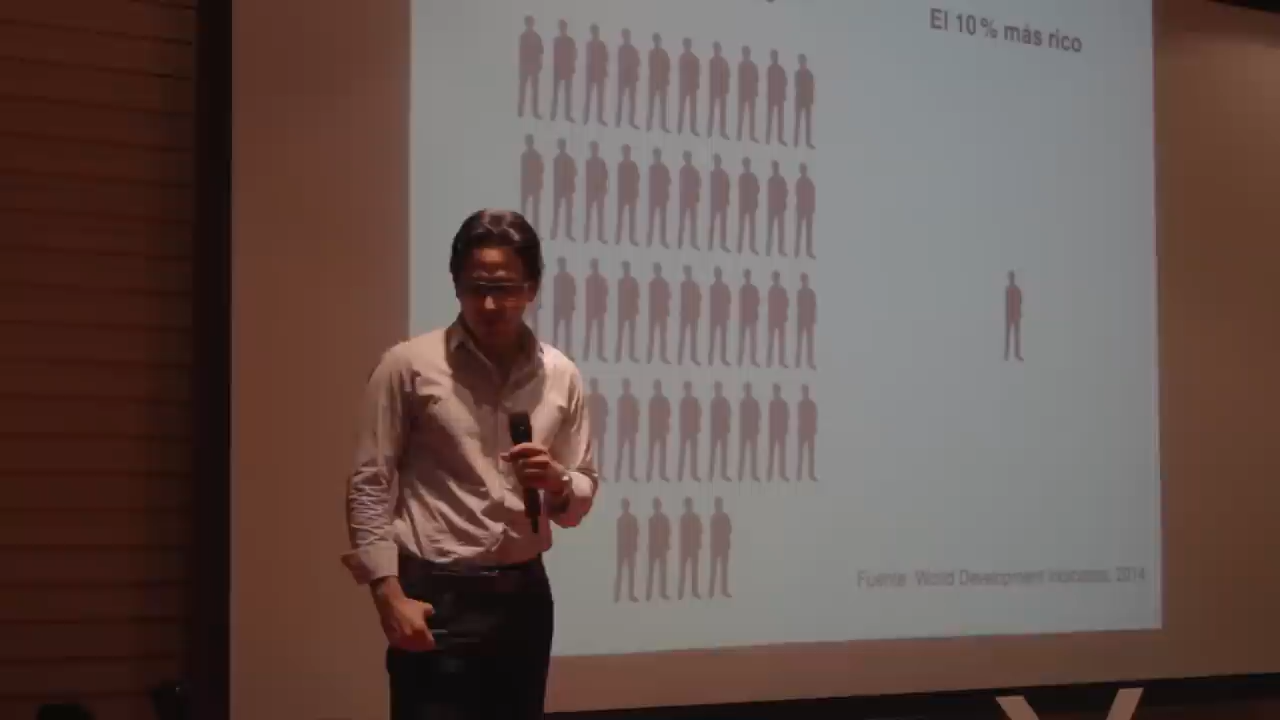 El 10% más rico
Fuente: World Development Indicators, 2014